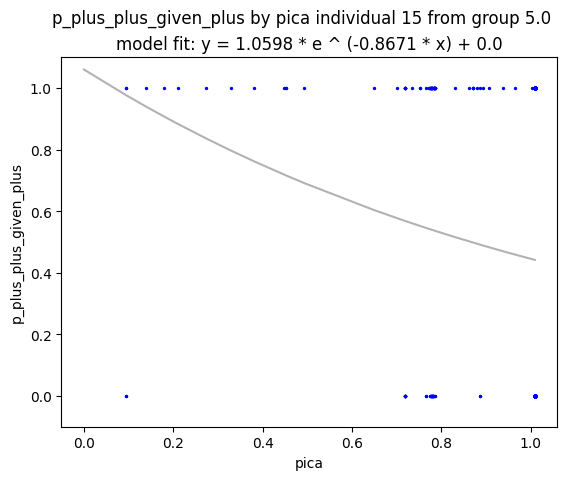 p_plus_plus_given_plus by pica individual 15 from group 5.0
model fit: y = 1.0598 * e ^ (-0.8671 * x) + 0.0
p_plus_plus_given_plus
1.0
0.8
0.6
0.4
0.2
0.0
0.0 0.2 0.4 0.6 0.8 1.0
pica